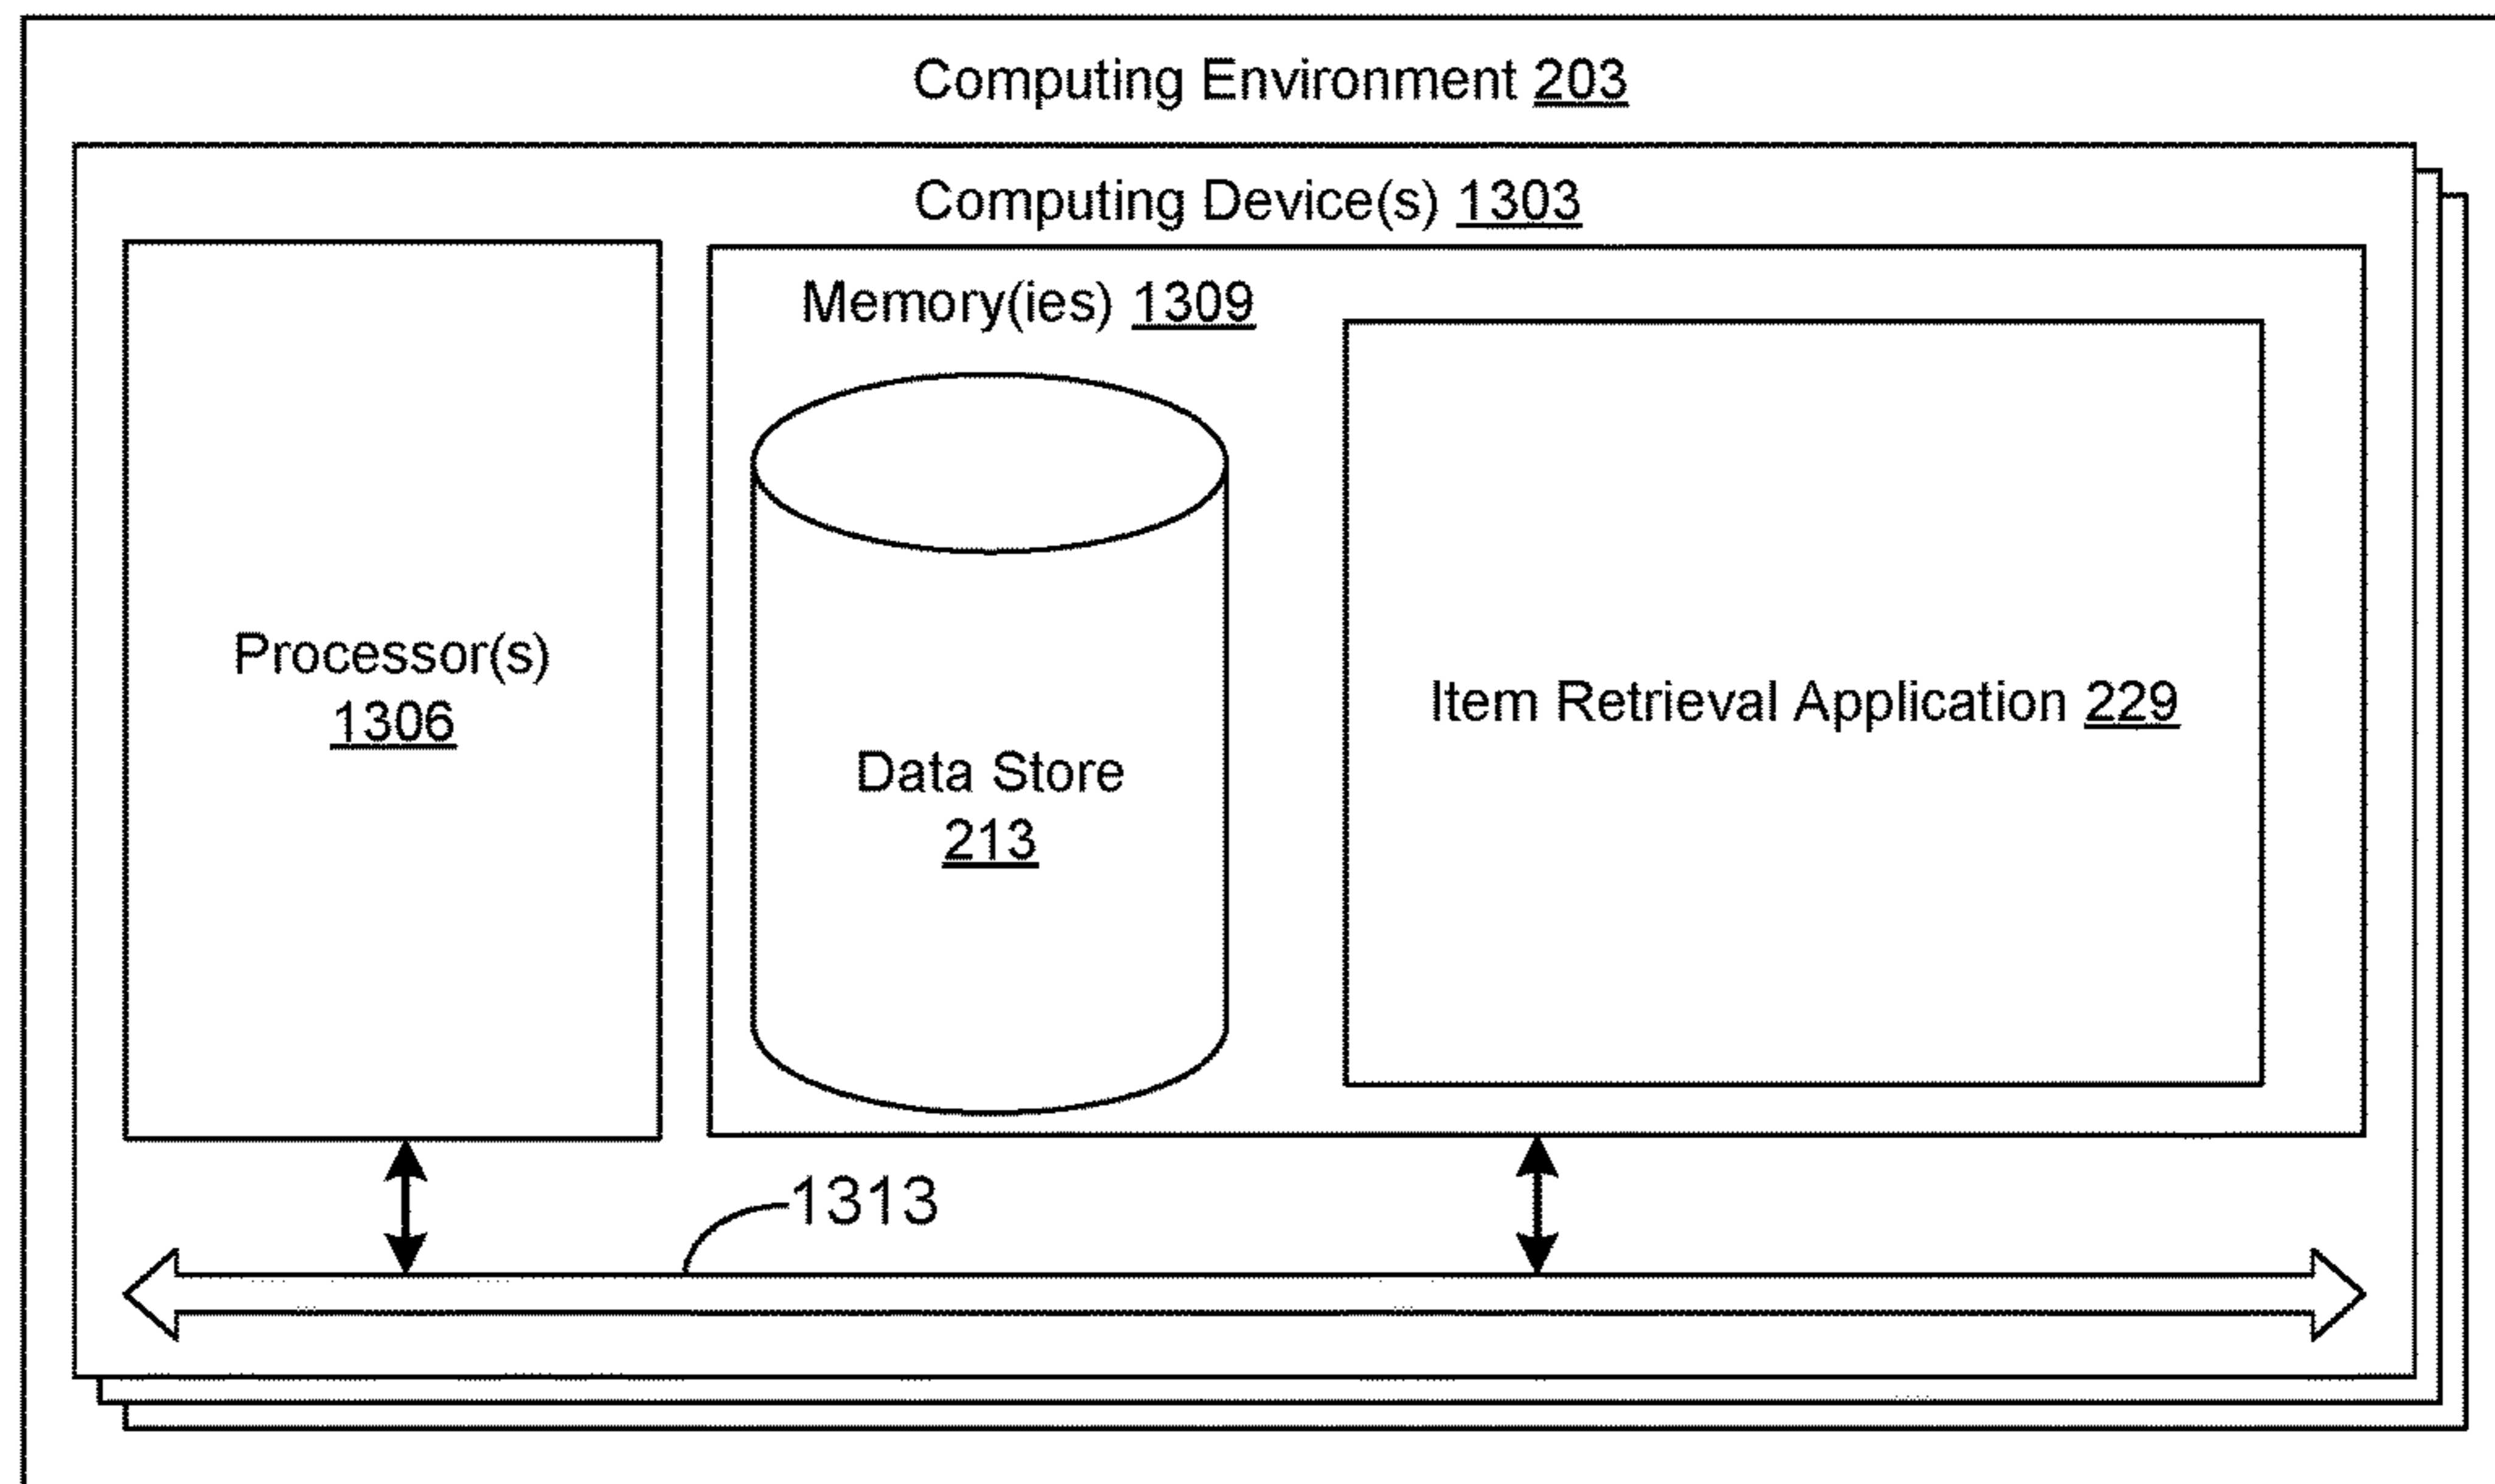 Computing Environment 203
Computing Device(s) 1303
Memory(ies) 1309
Processor(s)
1306
Item Retrieval Application 229
Data Store
213
1313